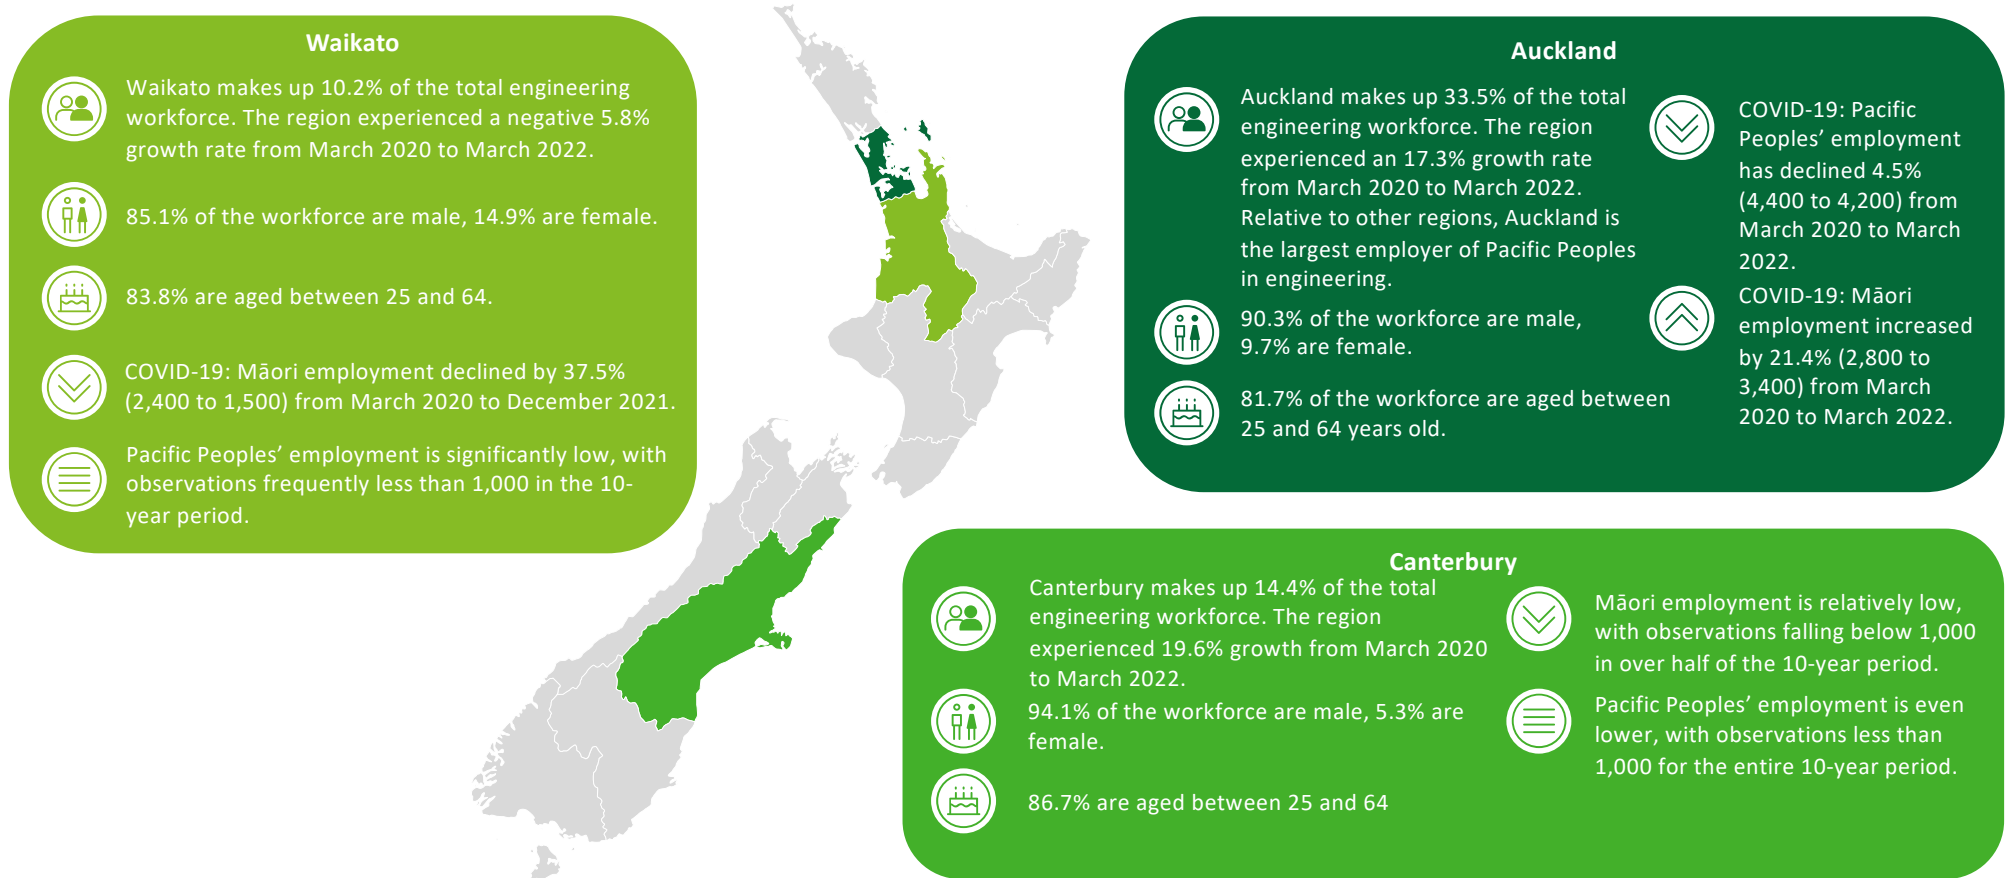 Waikato
Waikato makes up 10.2% of the total engineering
workforce. The region experienced a negative 5.8%
growth rate from March 2020 to March 2022.
85.1% of the workforce are male, 14.9% are female.
83.8% are aged between 25 and 64.
COVID-19: Māori employment declined by 37.5%
(2,400 to 1,500) from March 2020 to December 2021.
Pacific Peoples’ employment is significantly low, with
observations frequently less than 1,000 in the 10-
year period.
Auckland
Auckland makes up 33.5% of the total
engineering workforce. The region
experienced an 17.3% growth rate
from March 2020 to March 2022.
Relative to other regions, Auckland is
the largest employer of Pacific Peoples
in engineering.
90.3% of the workforce are male,
9.7% are female.
81.7% of the workforce are aged between
25 and 64 years old.
COVID-19: Pacific
Peoples’ employment
has declined 4.5%
(4,400 to 4,200) from
March 2020 to March
2022.
COVID-19: Māori
employment increased
by 21.4% (2,800 to
3,400) from March
2020 to March 2022.
Canterbury
Canterbury makes up 14.4% of the total
engineering workforce. The region
experienced 19.6% growth from March 2020
to March 2022.
94.1% of the workforce are male, 5.3% are
female.
86.7% are aged between 25 and 64
Māori employment is relatively low,
with observations falling below 1,000
in over half of the 10-year period.
Pacific Peoples’ employment is even
lower, with observations less than
1,000 for the entire 10-year period.